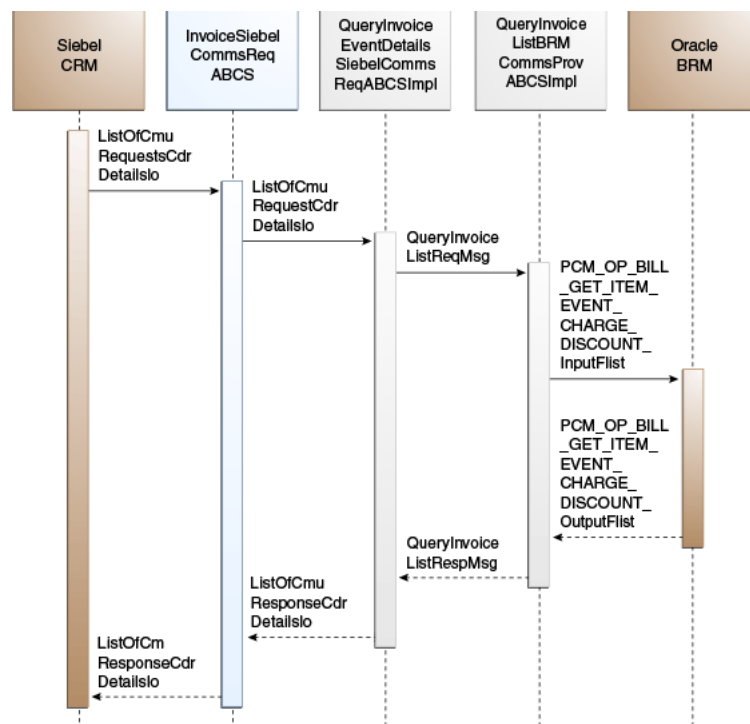 Siebel
CRM
InvoiceSiebel
CommsReq
ABCS
QueryInvoice
EventDetails
SiebelComms
ReqABCSImpl
QueryInvoice
ListBRM
CommsProv
ABCSImpl
Oracle
BRM
ListOfCmu
RequestsCdr
DetailsIo
ListOfCmu
RequestCdr
DetailsIo
QueryInvoice
ListReqMsg
PCM_OP_BILL
_GET_ITEM_
EVENT_
CHARGE_
DISCOUNT_
InputFlist
PCM_OP_BILL
_GET_ITEM_
EVENT_
CHARGE_
DISCOUNT_
OutputFlist
QueryInvoice
ListRespMsg
ListOfCmu
ResponseCdr
DetailsIo
ListOfCm
ResponseCdr
DetailsIo